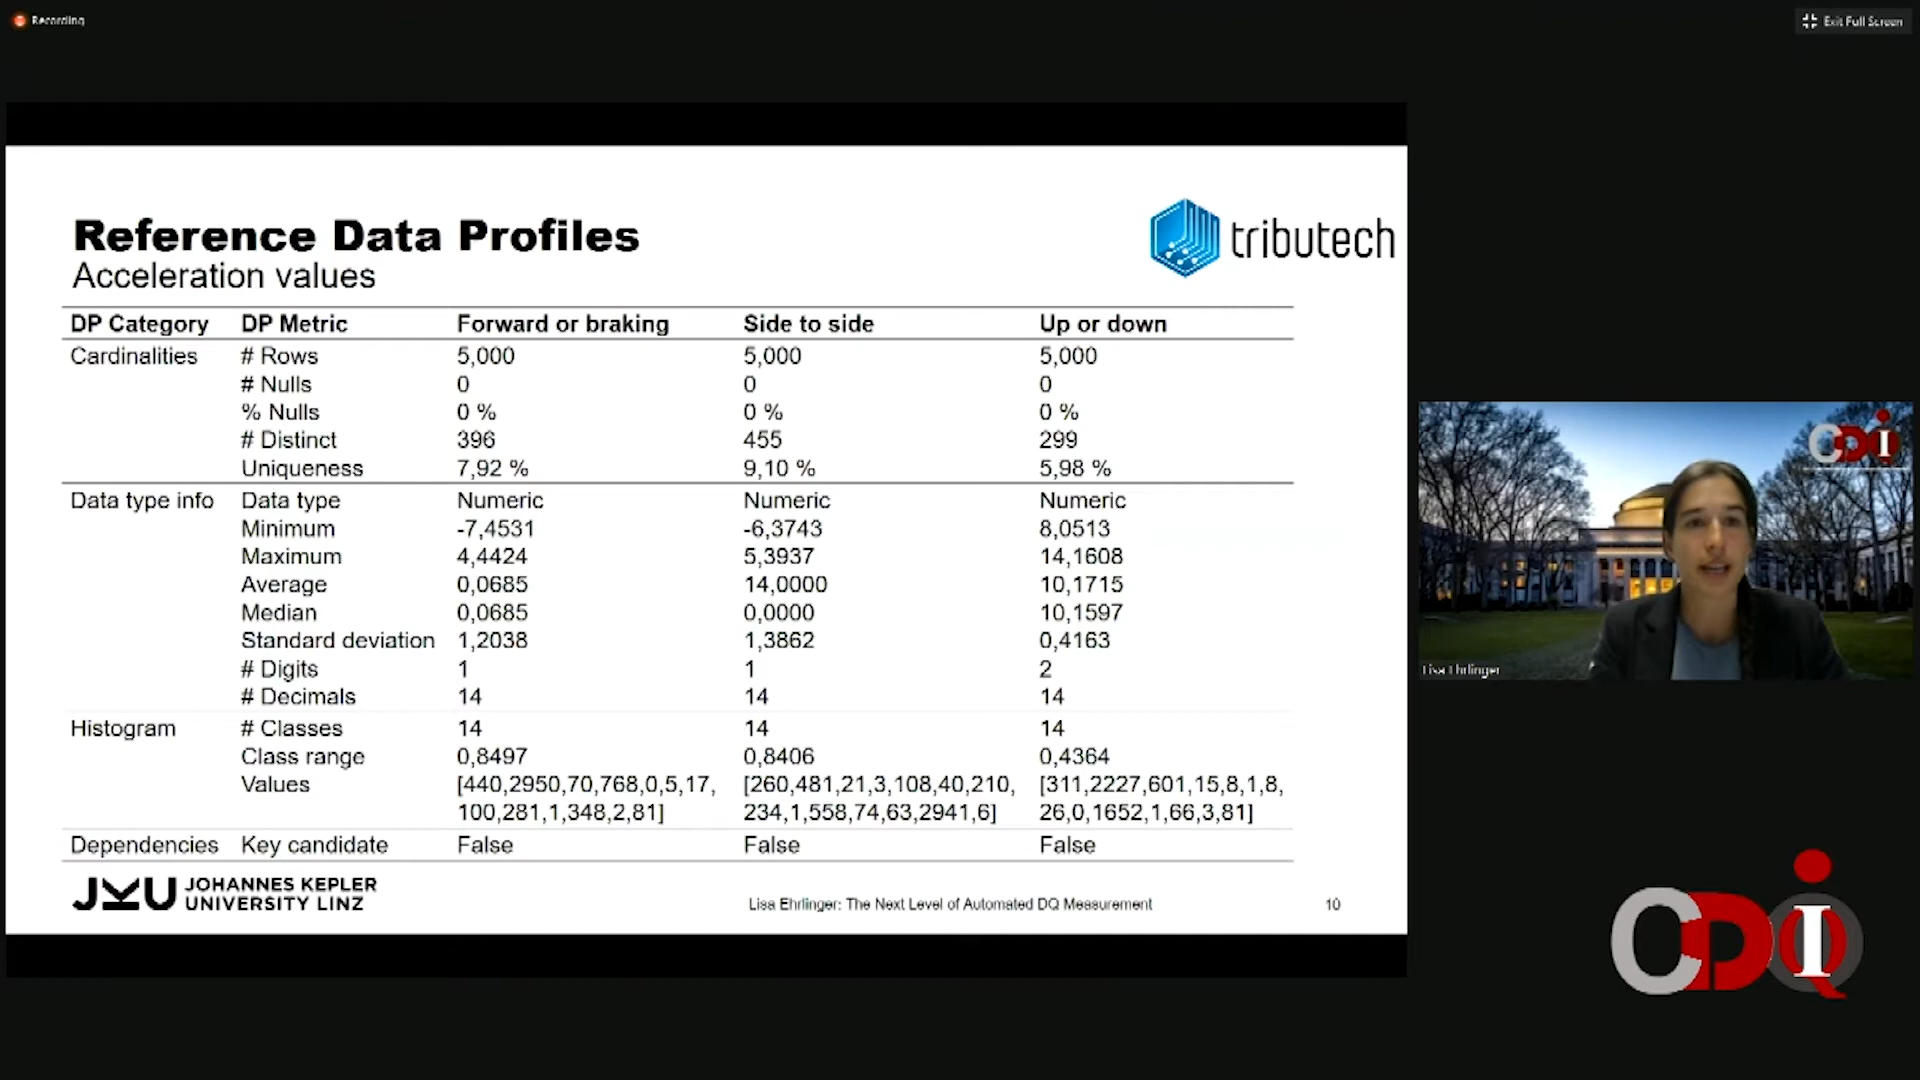 Recording
Exit Full Screen
Reference Data Profiles
Acceleration values
tributech
DP Category DP Metric Forward or braking Side to side Up or down
Cardinalities # Rows 5,000 5,000 5,000
# Nulls 0 0 0
% Nulls 0 % 0 % 0 %
# Distinct 396 455 299
Uniqueness 7,92 % 9,10 % 5,98 %
Data type info Data type Numeric Numeric Numeric
Minimum -7,4531 -6,3743 8,0513
Maximum 4,4424 5,3937 14,1608
Average 0,0685 14,0000 10,1715
Median 0,0685 0,0000 10,1597
Standard deviation 1,2038 1,3862 0,4163
# Digits 1 1 2
# Decimals 14 14 14
Histogram # Classes 14 14 14
Class range 0,8497 0,8406 0,4364
Values [440,2950,70,768,0,5,17, [260,481,21,3,108,40,210, [311,2227,601,15,8,1,8,
100,281,1,348,2,81] 234,1,558,74,63,2941,6] 26,0,1652,1,66,3,81]
Dependencies Key candidate False False False
JKU JOHANNES KEPLER
UNIVERSITY LINZ
Lisa Ehrlinger: The Next Level of Automated DQ Measurement
10
CDIQ
Lisa Ehrlinger
CDIQ